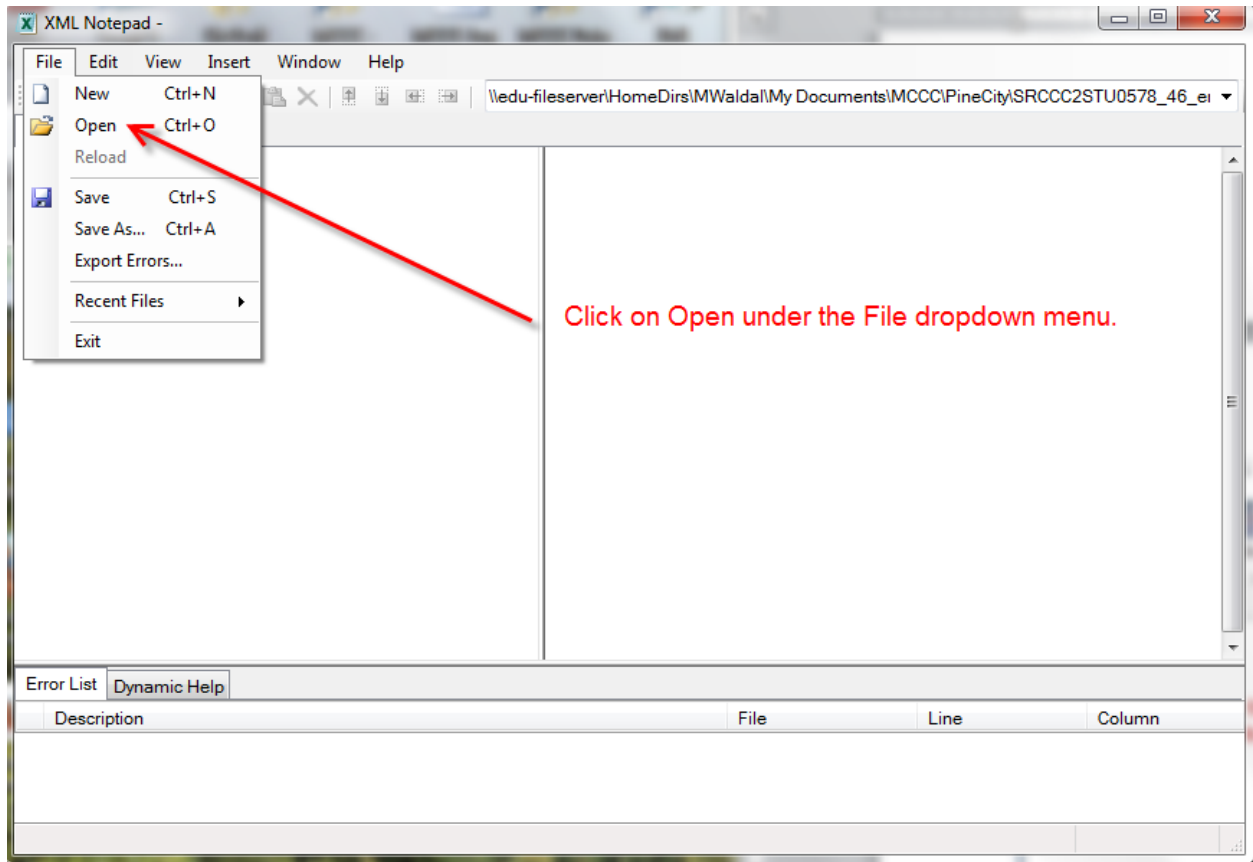 XML Notepad -
File Edit View Insert Window Help
New Ctrl+N
\\edu-fileserver\HomeDirs\MWaldal\My Documents\MCCC\PineCity\SRCCC2STU0578_46_er
Open Ctrl+O
Reload
Save Ctrl+S
Save As... Ctrl+A
Export Errors...
Recent Files
Click on Open under the File dropdown menu.
Exit
Error List Dynamic Help
Description File Line Column